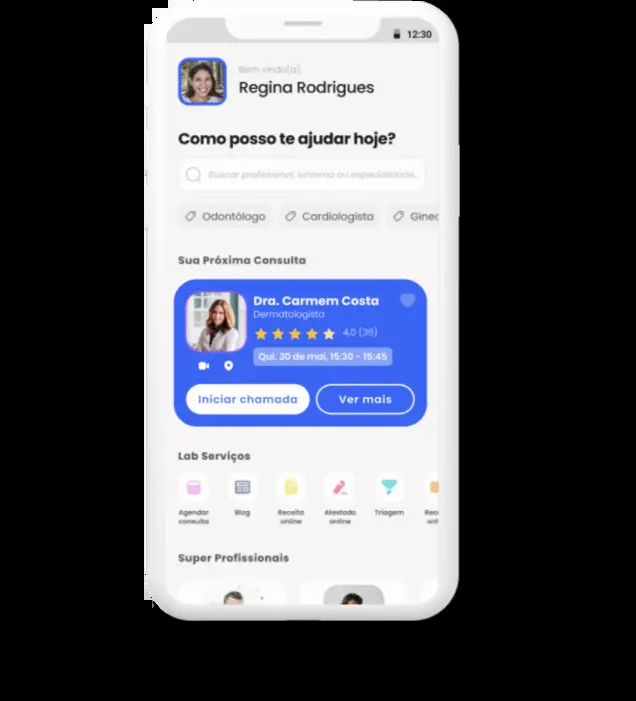 12:30
Bem vindo(a),
Regina Rodrigues
Como posso te ajudar hoje?
Buscar profissional, sintoma ou especialidade...
Odontólogo Cardiologista Ginec
Sua Próxima Consulta
Dra. Carmem Costa
Dermatologista
4,0 (36)
Qui. 30 de mai, 15:30 - 15:45
Iniciar chamada Ver mais
Lab Serviços
Agendar consulta
Blog
Receita online
Atestado online
Triagem
Super Profissionais